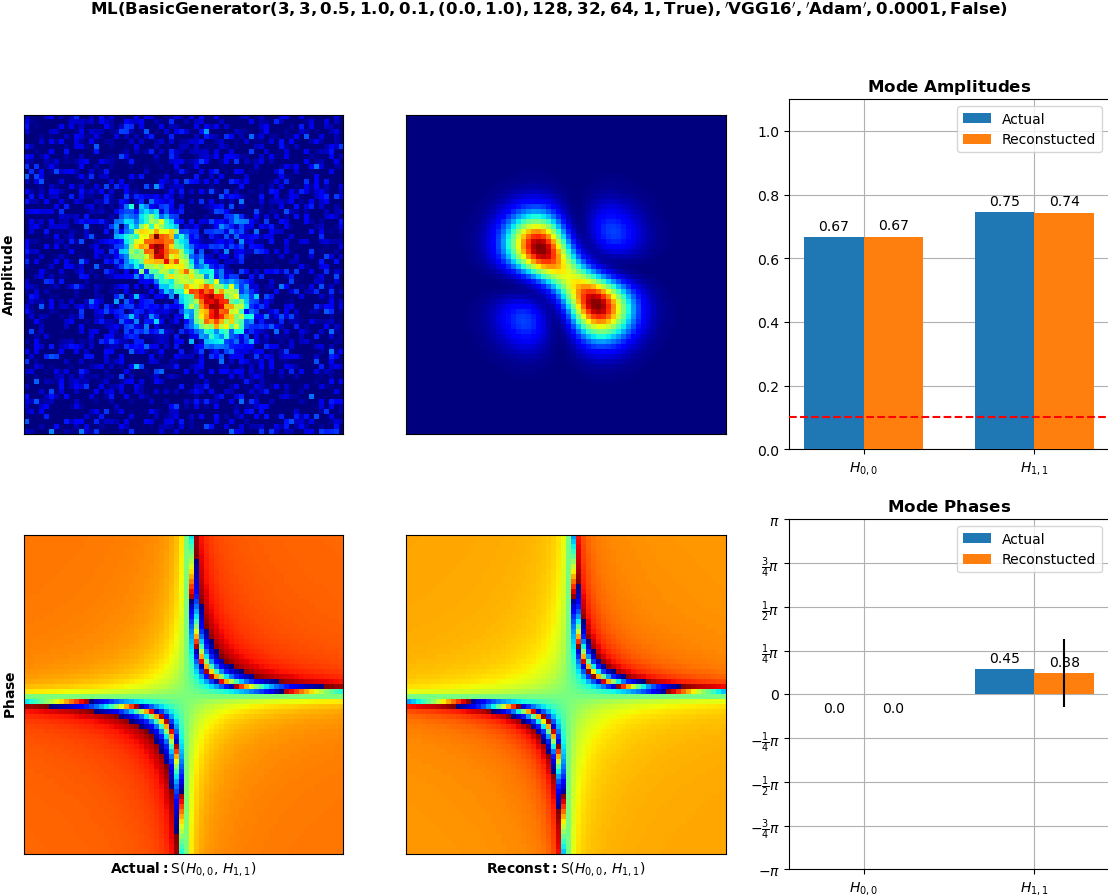 ML(BasicGenerator(3, 3, 0.5, 1.0, 0.1, (0.0, 1.0), 128, 32, 64, 1, True), ′VGG16′, ′Adam′, 0.0001, False)
Amplitude
Mode Amplitudes
Actual
Reconstucted
1.0
0.8
0.6
0.4
0.2
0.0
0.67
0.67
0.75
0.74
H0,0
H1,1
Phase
Actual: S(H0,0, H1,1)
Reconst: S(H0,0, H1,1)
Mode Phases
Actual
Reconstucted
π
3/4π
1/2π
1/4π
0
−1/4π
−1/2π
−3/4π
−π
0.0
0.0
0.45
0.38
H0,0
H1,1